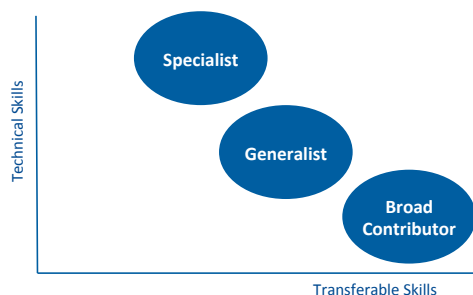 Technical Skills
Specialist
Generalist
Broad
Contributor
Transferable Skills